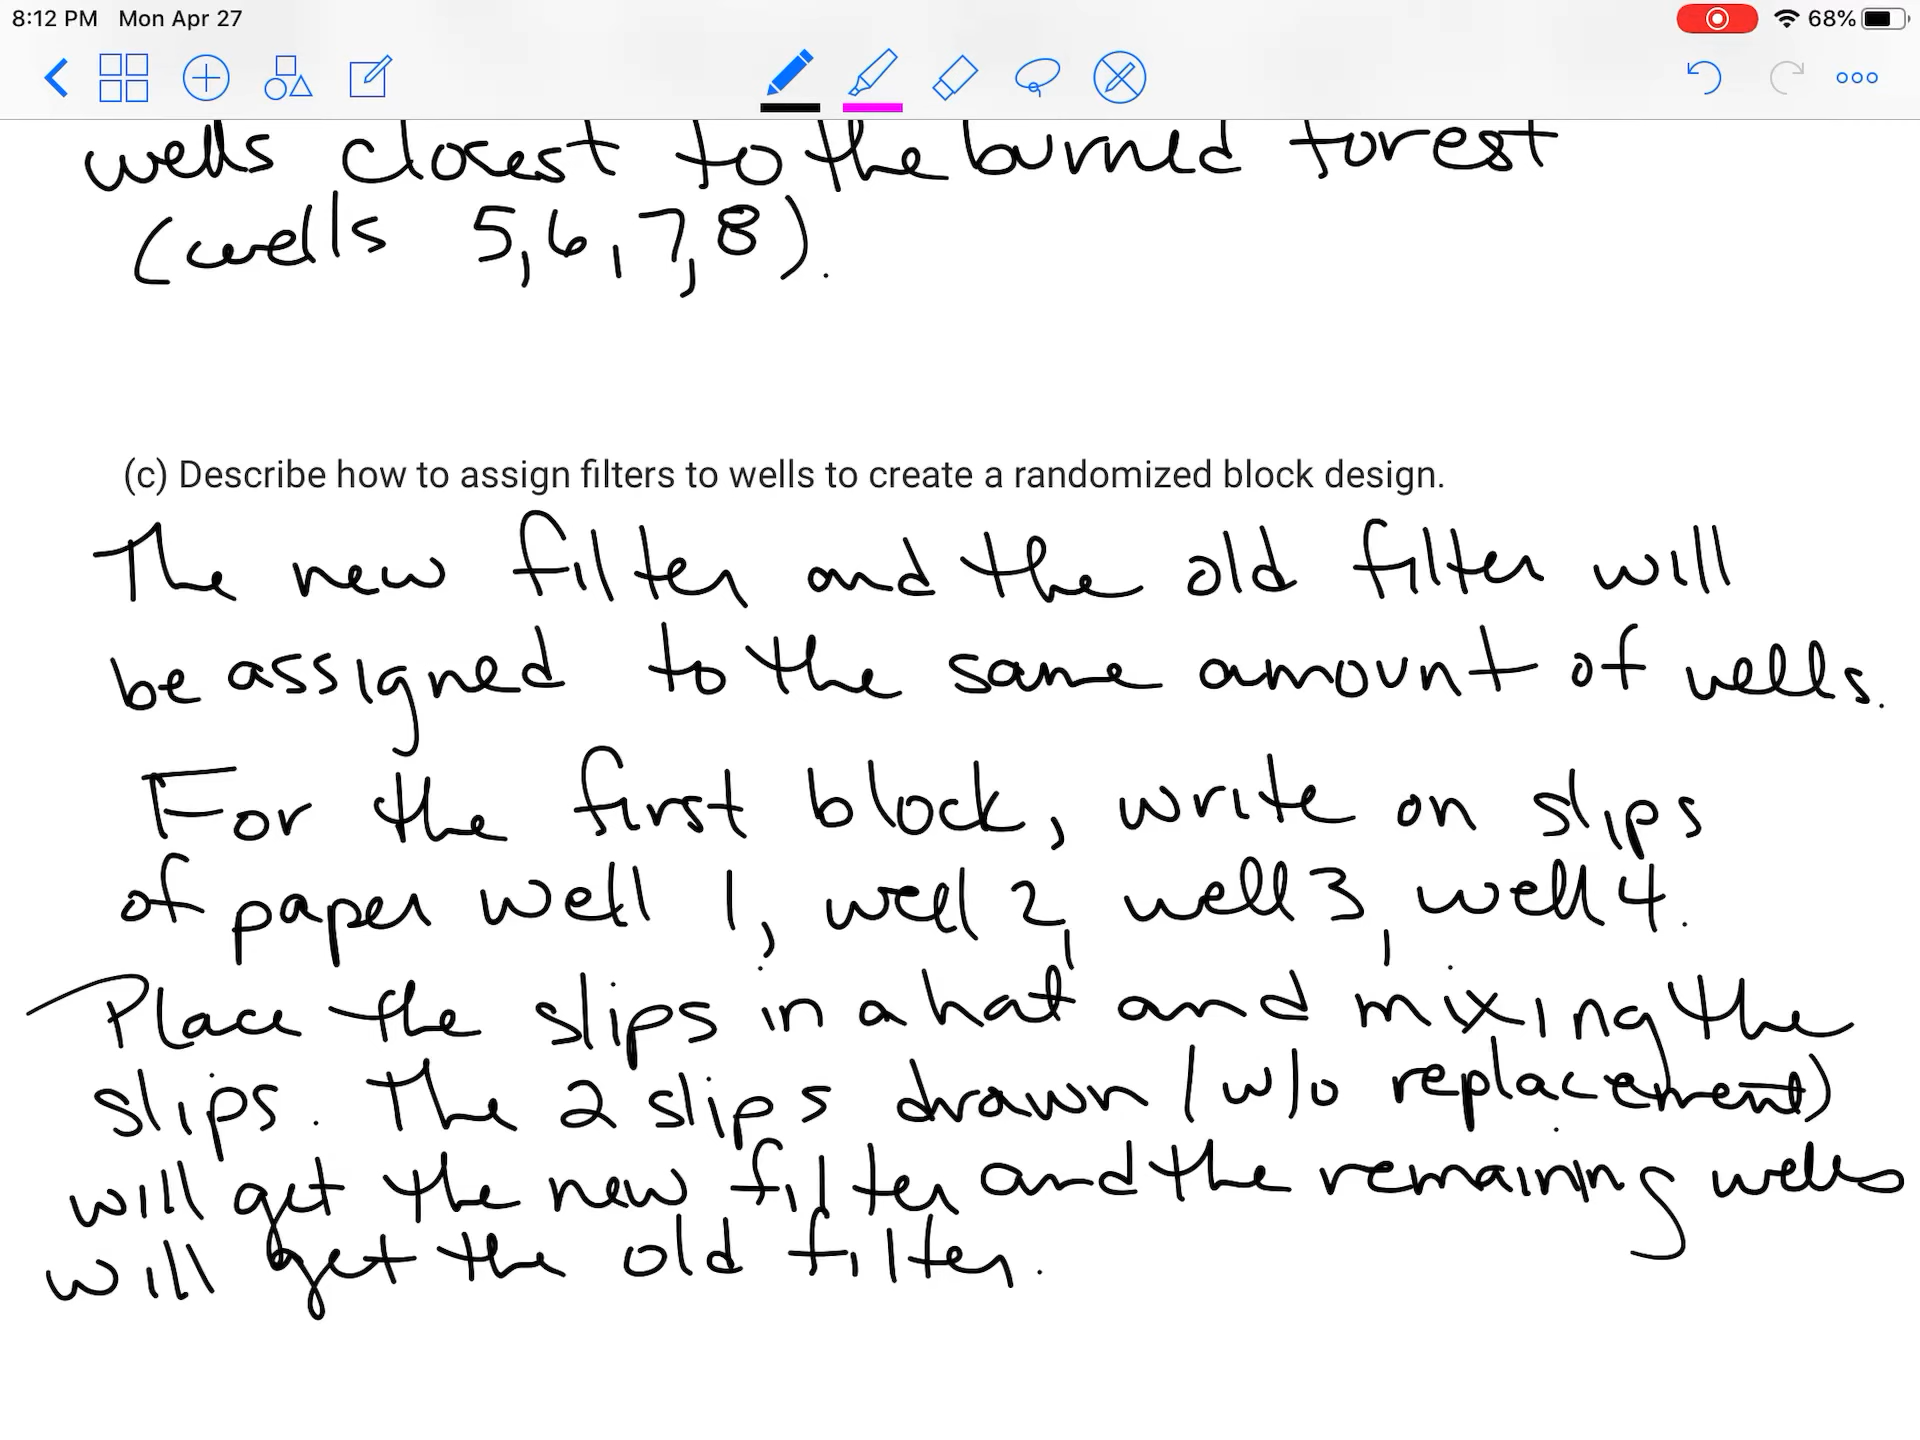 8:12 PM Mon Apr 27 68%
wells closest to the burned forest
(wells 5,6,7,8).
(c) Describe how to assign filters to wells to create a randomized block design.
The new filter and the old filter will
be assigned to the same amount of wells.
For the first block, write on slips
of paper well 1, well 2, well 3, well 4.
Place the slips in a hat and mixing the
slips. The 2 slips drawn (w/o replacement)
will get the new filter and the remaining wells
will get the old filter.